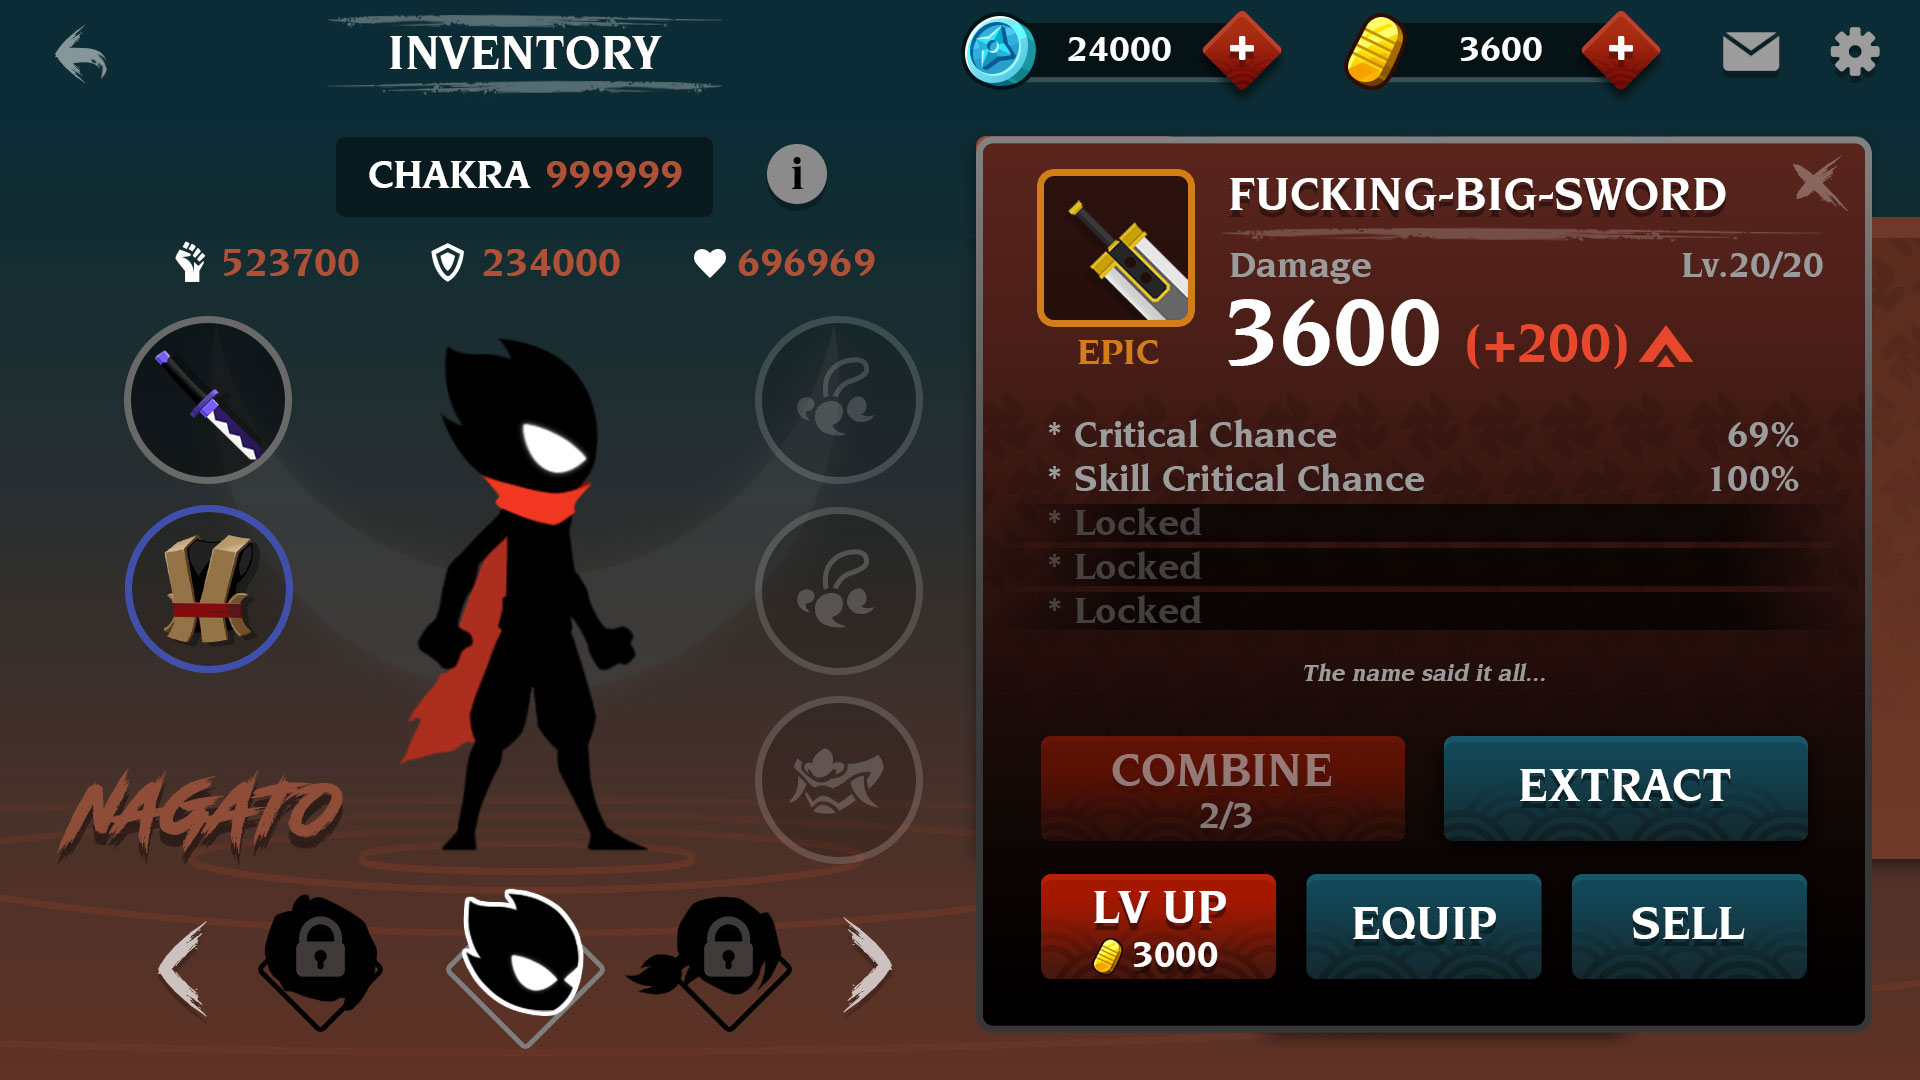 INVENTORY
24000
+
3600
+
CHAKRA 999999
i
523700
234000
696969
NAGATO
FUCKING-BIG-SWORD
Damage
Lv.20/20
3600 (+200)
EPIC
* Critical Chance 69%
* Skill Critical Chance 100%
* Locked
* Locked
* Locked
The name said it all...
COMBINE
2/3
EXTRACT
LV UP
3000
EQUIP
SELL